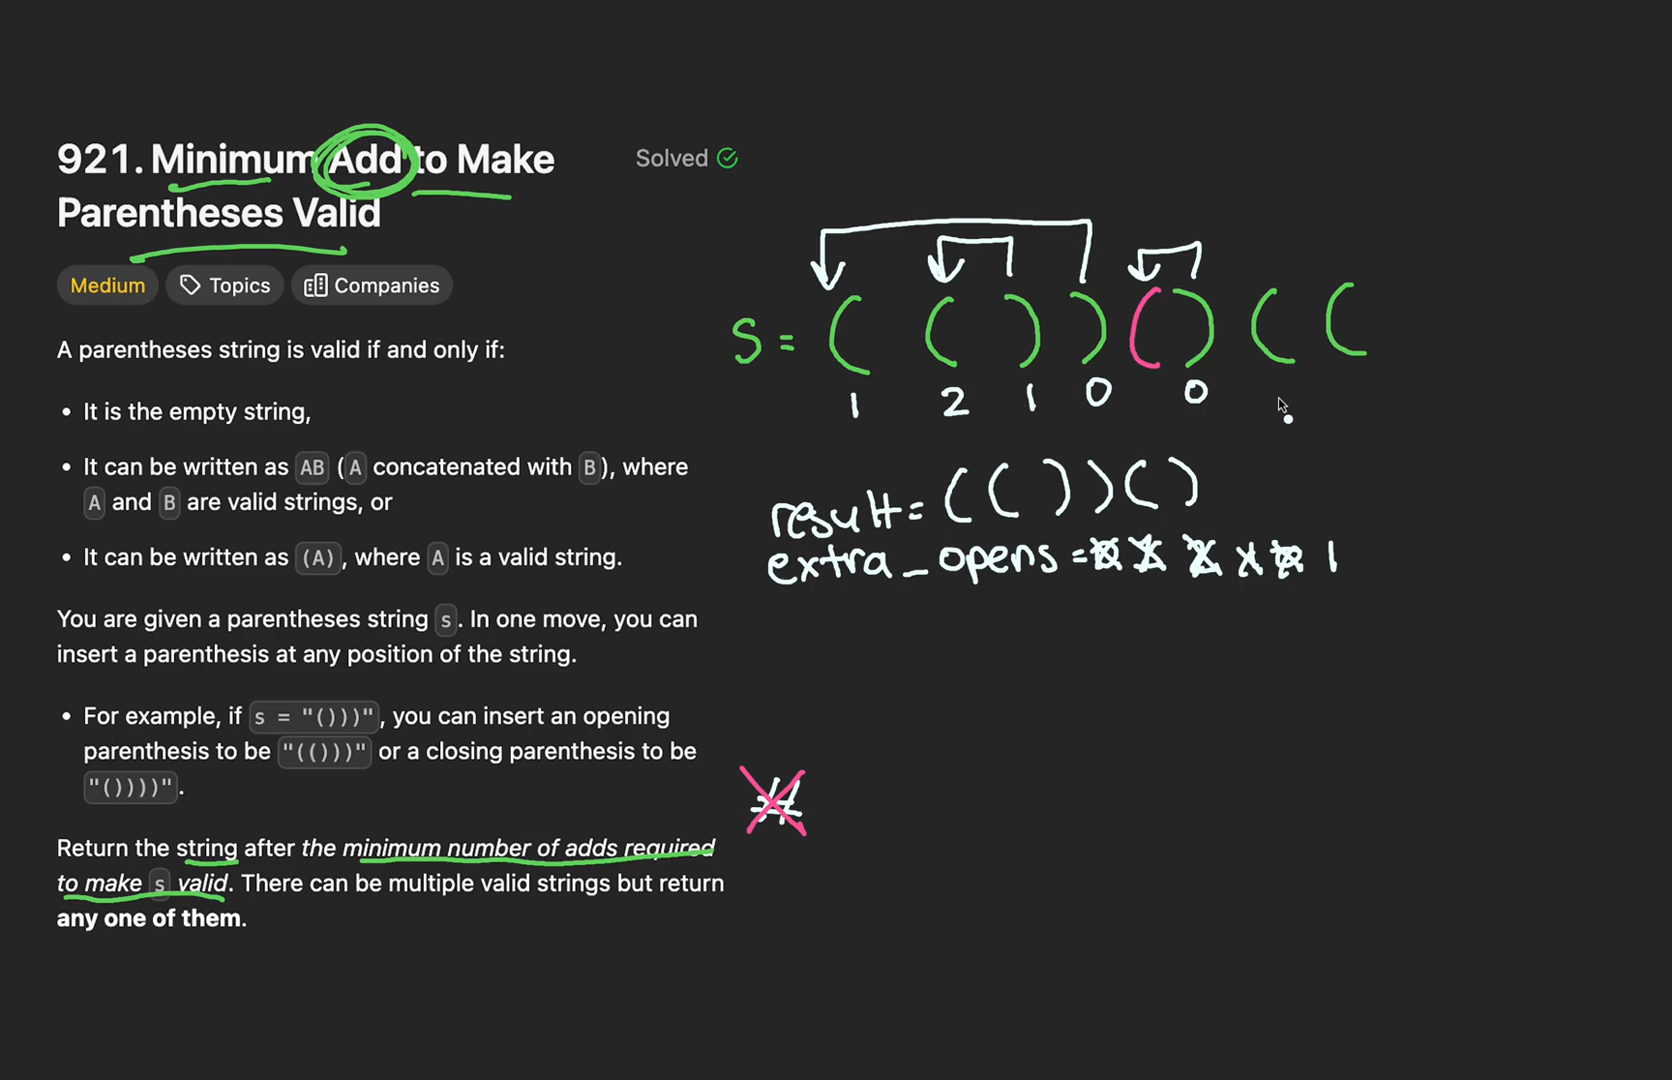 921. Minimum Add to Make
Parentheses Valid
Solved
Medium
Topics
Companies
A parentheses string is valid if and only if:
• It is the empty string,
• It can be written as AB (A concatenated with B), where
A and B are valid strings, or
• It can be written as (A), where A is a valid string.
You are given a parentheses string s. In one move, you can
insert a parenthesis at any position of the string.
• For example, if s = "()))", you can insert an opening
parenthesis to be "(()))" or a closing parenthesis to be
"())))".
Return the string after the minimum number of adds required
to make s valid. There can be multiple valid strings but return
any one of them.
S = ( ( ) ) ( ) ( (
1 2 1 0 0
result = ( ( ) ) ( )
extra_opens = 0 1 2 1 0 1
#